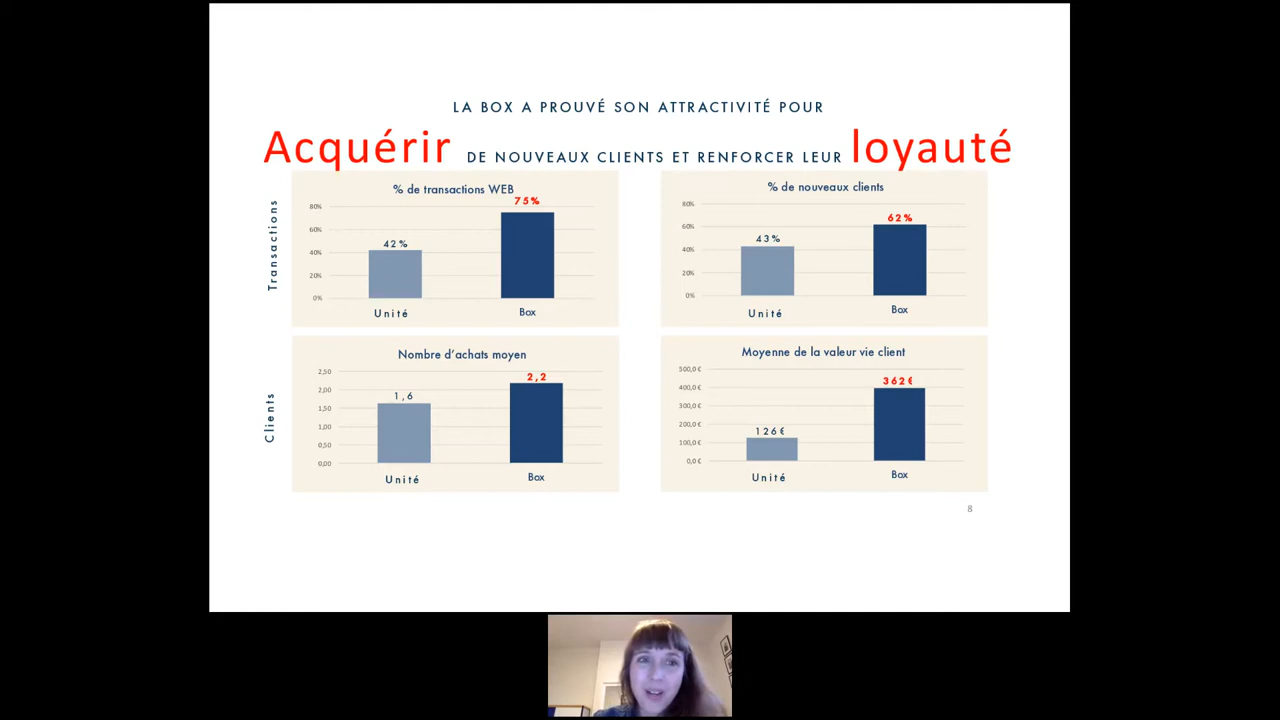 LA BOX A PROUVÉ SON ATTRACTIVITÉ POUR
Acquérir DE NOUVEAUX CLIENTS ET RENFORCER LEUR loyauté
Transactions
% de transactions WEB
80%
60%
40%
20%
0%
42%
75%
Unité
Box
% de nouveaux clients
80%
60%
40%
20%
0%
43%
62%
Unité
Box
Clients
Nombre d'achats moyen
2,50
2,00
1,50
1,00
0,50
0,00
1,6
2,2
Unité
Box
Moyenne de la valeur vie client
500,0 €
400,0 €
300,0 €
200,0 €
100,0 €
0,0 €
126€
362€
Unité
Box
8